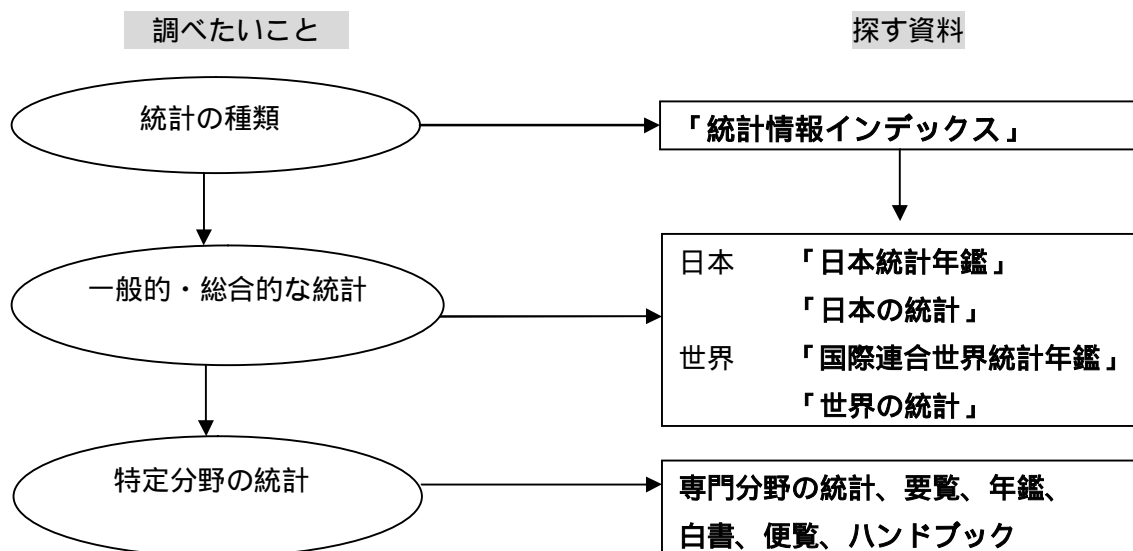 調べたいこと
探す資料
統計の種類
「統計情報インデックス」
一般的・総合的な統計
日本 「日本統計年鑑」
「日本の統計」
世界 「国際連合世界統計年鑑」
「世界の統計」
特定分野の統計
専門分野の統計、要覧、年鑑、
白書、便覧、ハンドブック